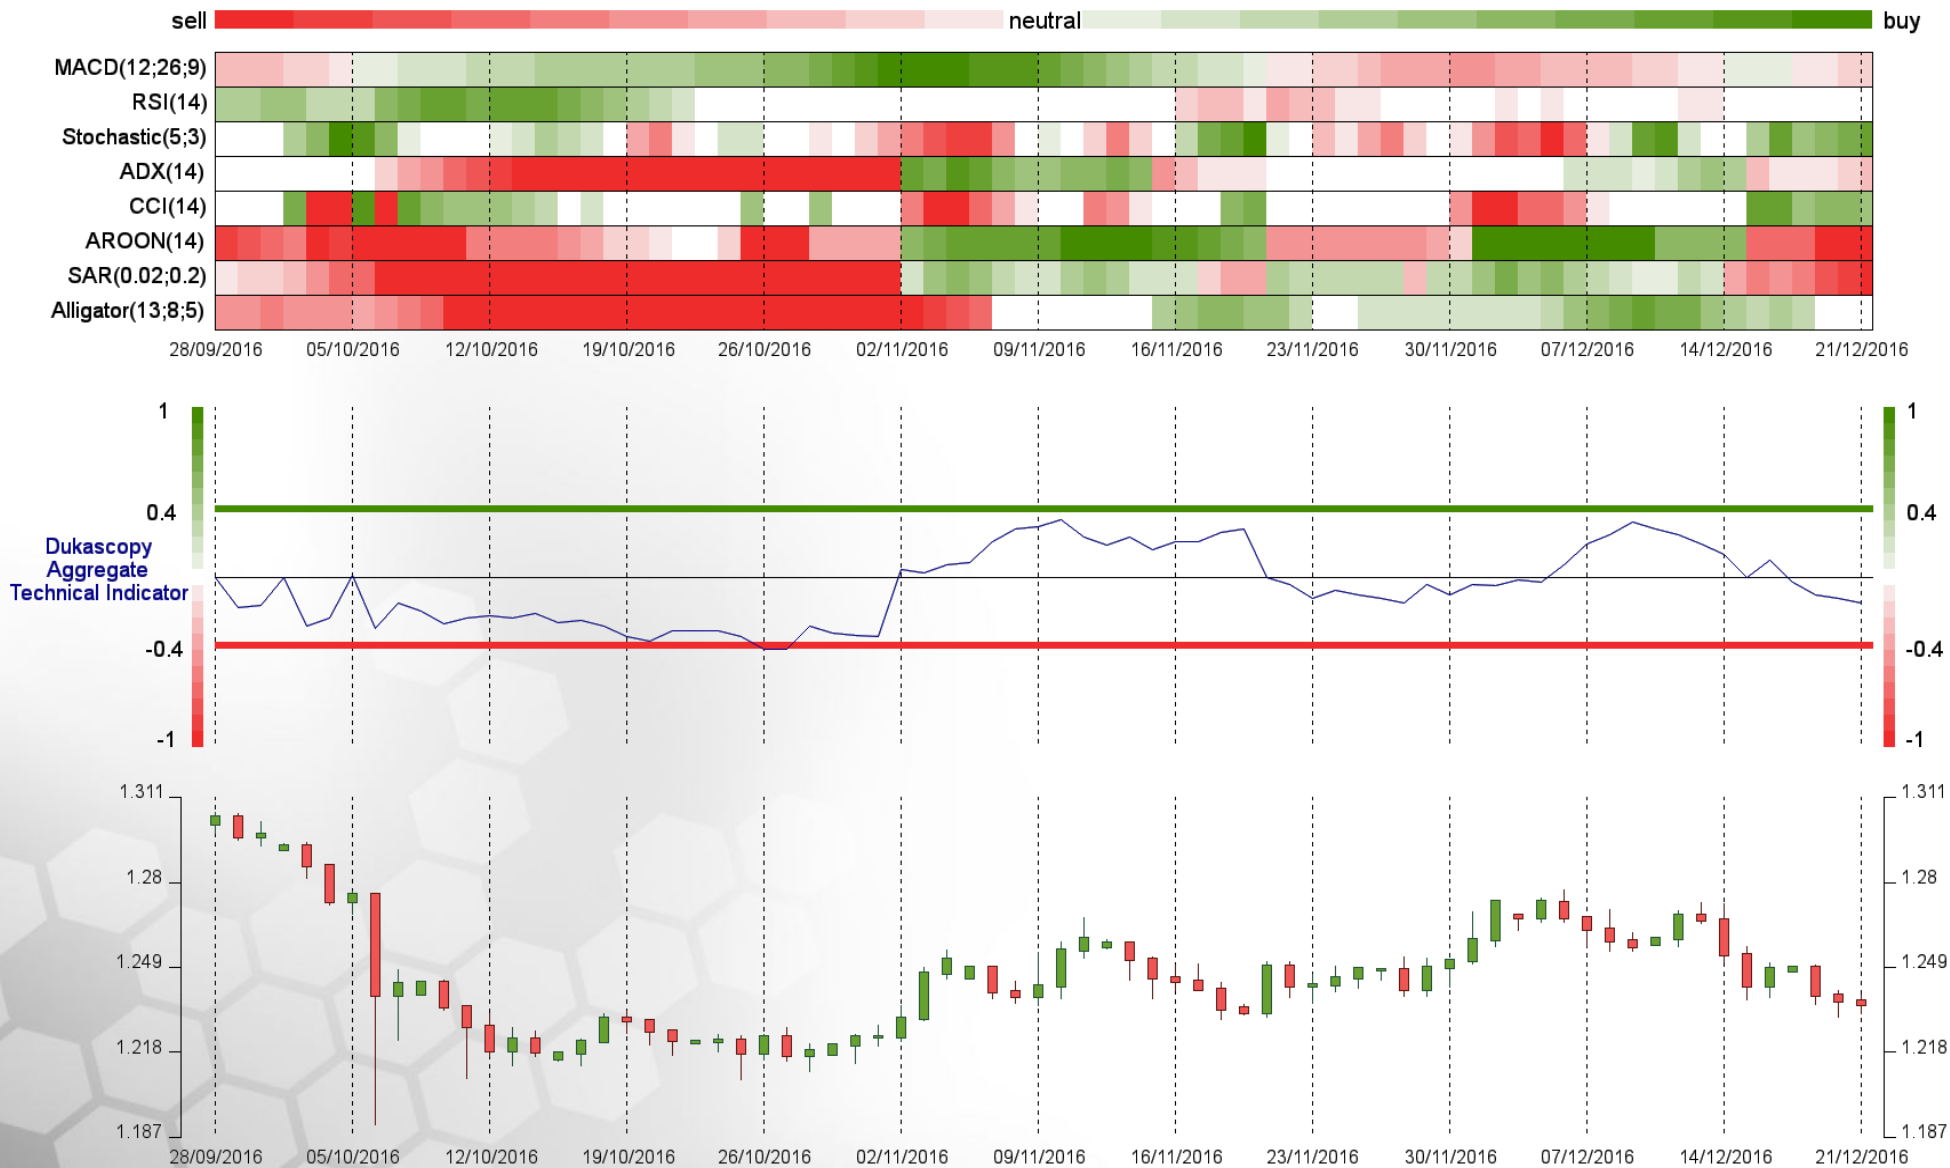 sell neutral buy
MACD(12;26;9)
RSI(14)
Stochastic(5;3)
ADX(14)
CCI(14)
AROON(14)
SAR(0.02;0.2)
Alligator(13;8;5)
28/09/2016 05/10/2016 12/10/2016 19/10/2016 26/10/2016 02/11/2016 09/11/2016 16/11/2016 23/11/2016 30/11/2016 07/12/2016 14/12/2016 21/12/2016
1 1
0.4 0.4
Dukascopy
Aggregate
Technical Indicator
-0.4 -0.4
-1 -1
1.311 1.311
1.28 1.28
1.249 1.249
1.218 1.218
1.187 1.187
28/09/2016 05/10/2016 12/10/2016 19/10/2016 26/10/2016 02/11/2016 09/11/2016 16/11/2016 23/11/2016 30/11/2016 07/12/2016 14/12/2016 21/12/2016